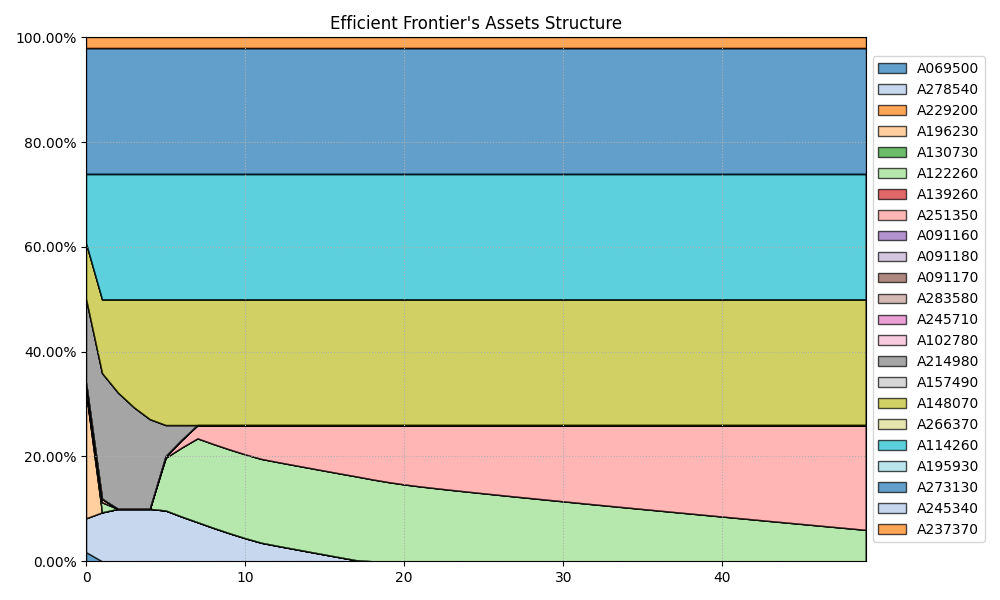 Efficient Frontier's Assets Structure
100.00%
80.00%
60.00%
40.00%
20.00%
0.00%
0
10
20
30
40
A069500
A278540
A229200
A196230
A130730
A122260
A139260
A251350
A091160
A091180
A091170
A283580
A245710
A102780
A214980
A157490
A148070
A266370
A114260
A195930
A273130
A245340
A237370